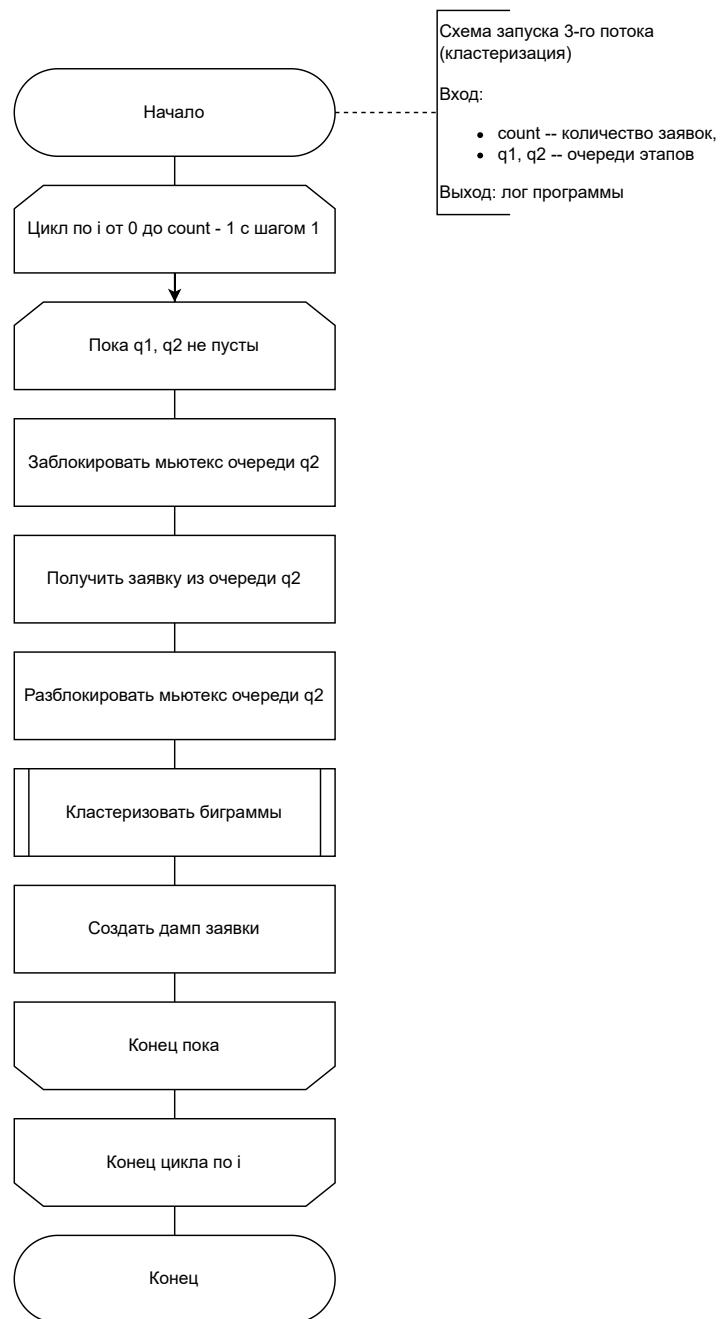 Схема запуска 3-го потока
(кластеризация)
Вход:
count -- количество заявок,
q1, q2 -- очереди этапов
Выход: лог программы
Начало
Цикл по i от 0 до count - 1 с шагом 1
Пока q1, q2 не пусты
Заблокировать мьютекс очереди q2
Получить заявку из очереди q2
Разблокировать мьютекс очереди q2
Кластеризовать биграммы
Создать дамп заявки
Конец пока
Конец цикла по i
Конец